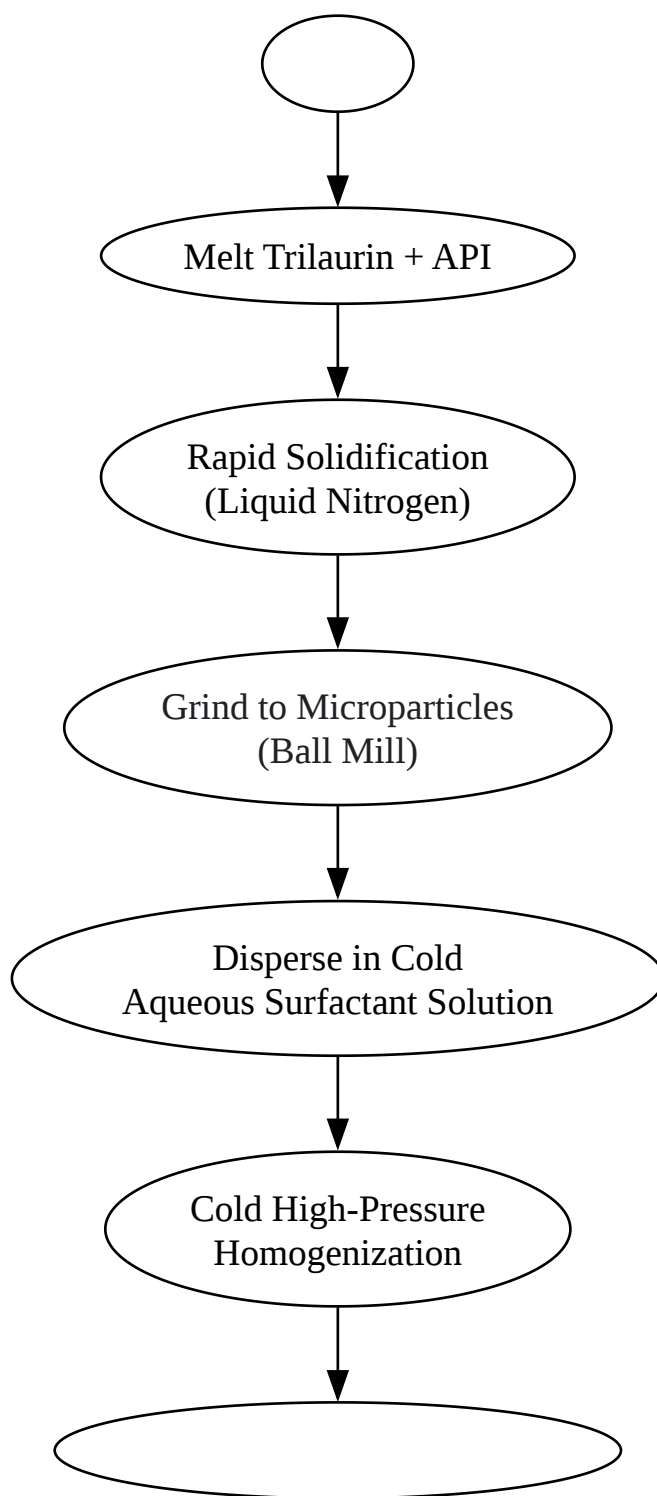 Melt Trilaurin + API
Rapid Solidification
(Liquid Nitrogen)
Grind to Microparticles
(Ball Mill)
Disperse in Cold
Aqueous Surfactant Solution
Cold High-Pressure
Homogenization